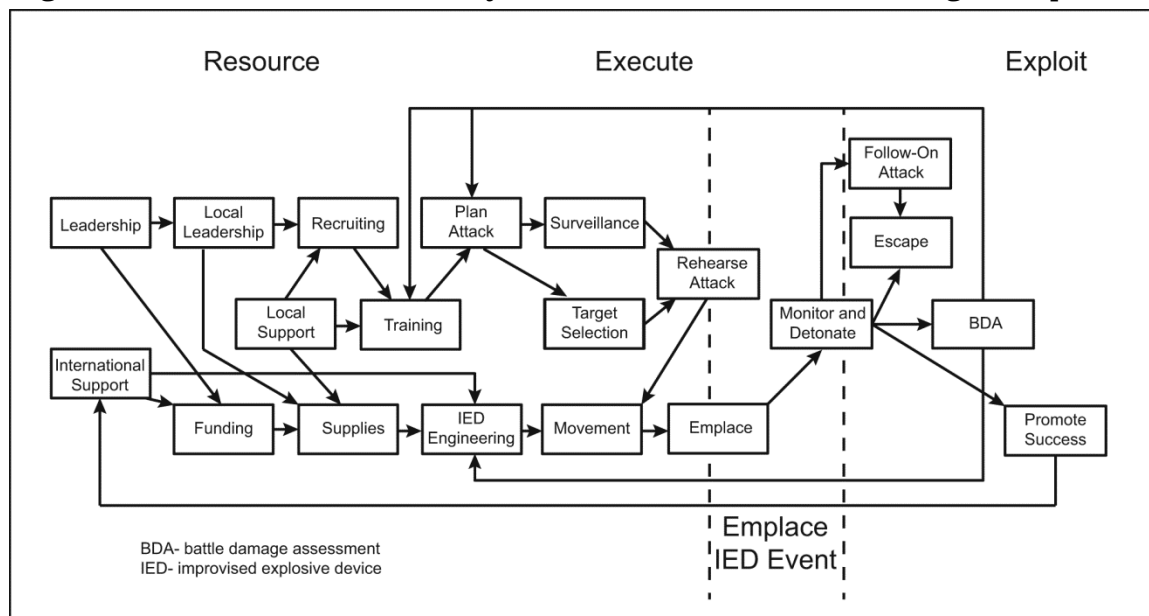 Resource
Execute
Exploit
Follow-On
Attack
Leadership
Local
Leadership
Recruiting
Plan
Attack
Surveillance
Escape
Rehearse
Attack
Local
Support
Training
Target
Selection
Monitor and
Detonate
BDA
International
Support
Funding
Supplies
IED
Engineering
Movement
Emplace
Promote
Success
Emplace
IED Event
BDA- battle damage assessment
IED- improvised explosive device